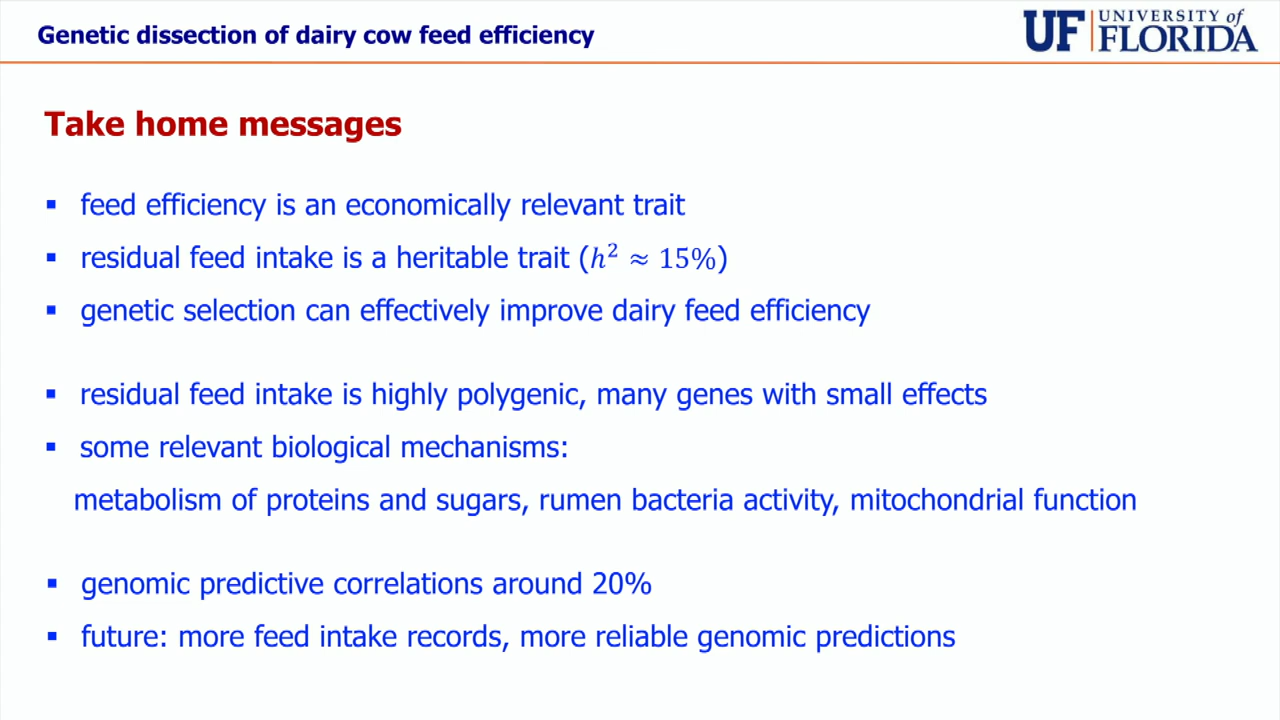 Genetic dissection of dairy cow feed efficiency
UF UNIVERSITY of
FLORIDA
Take home messages
▪ feed efficiency is an economically relevant trait
▪ residual feed intake is a heritable trait (h² ≈ 15%)
▪ genetic selection can effectively improve dairy feed efficiency
▪ residual feed intake is highly polygenic, many genes with small effects
▪ some relevant biological mechanisms:
metabolism of proteins and sugars, rumen bacteria activity, mitochondrial function
▪ genomic predictive correlations around 20%
▪ future: more feed intake records, more reliable genomic predictions